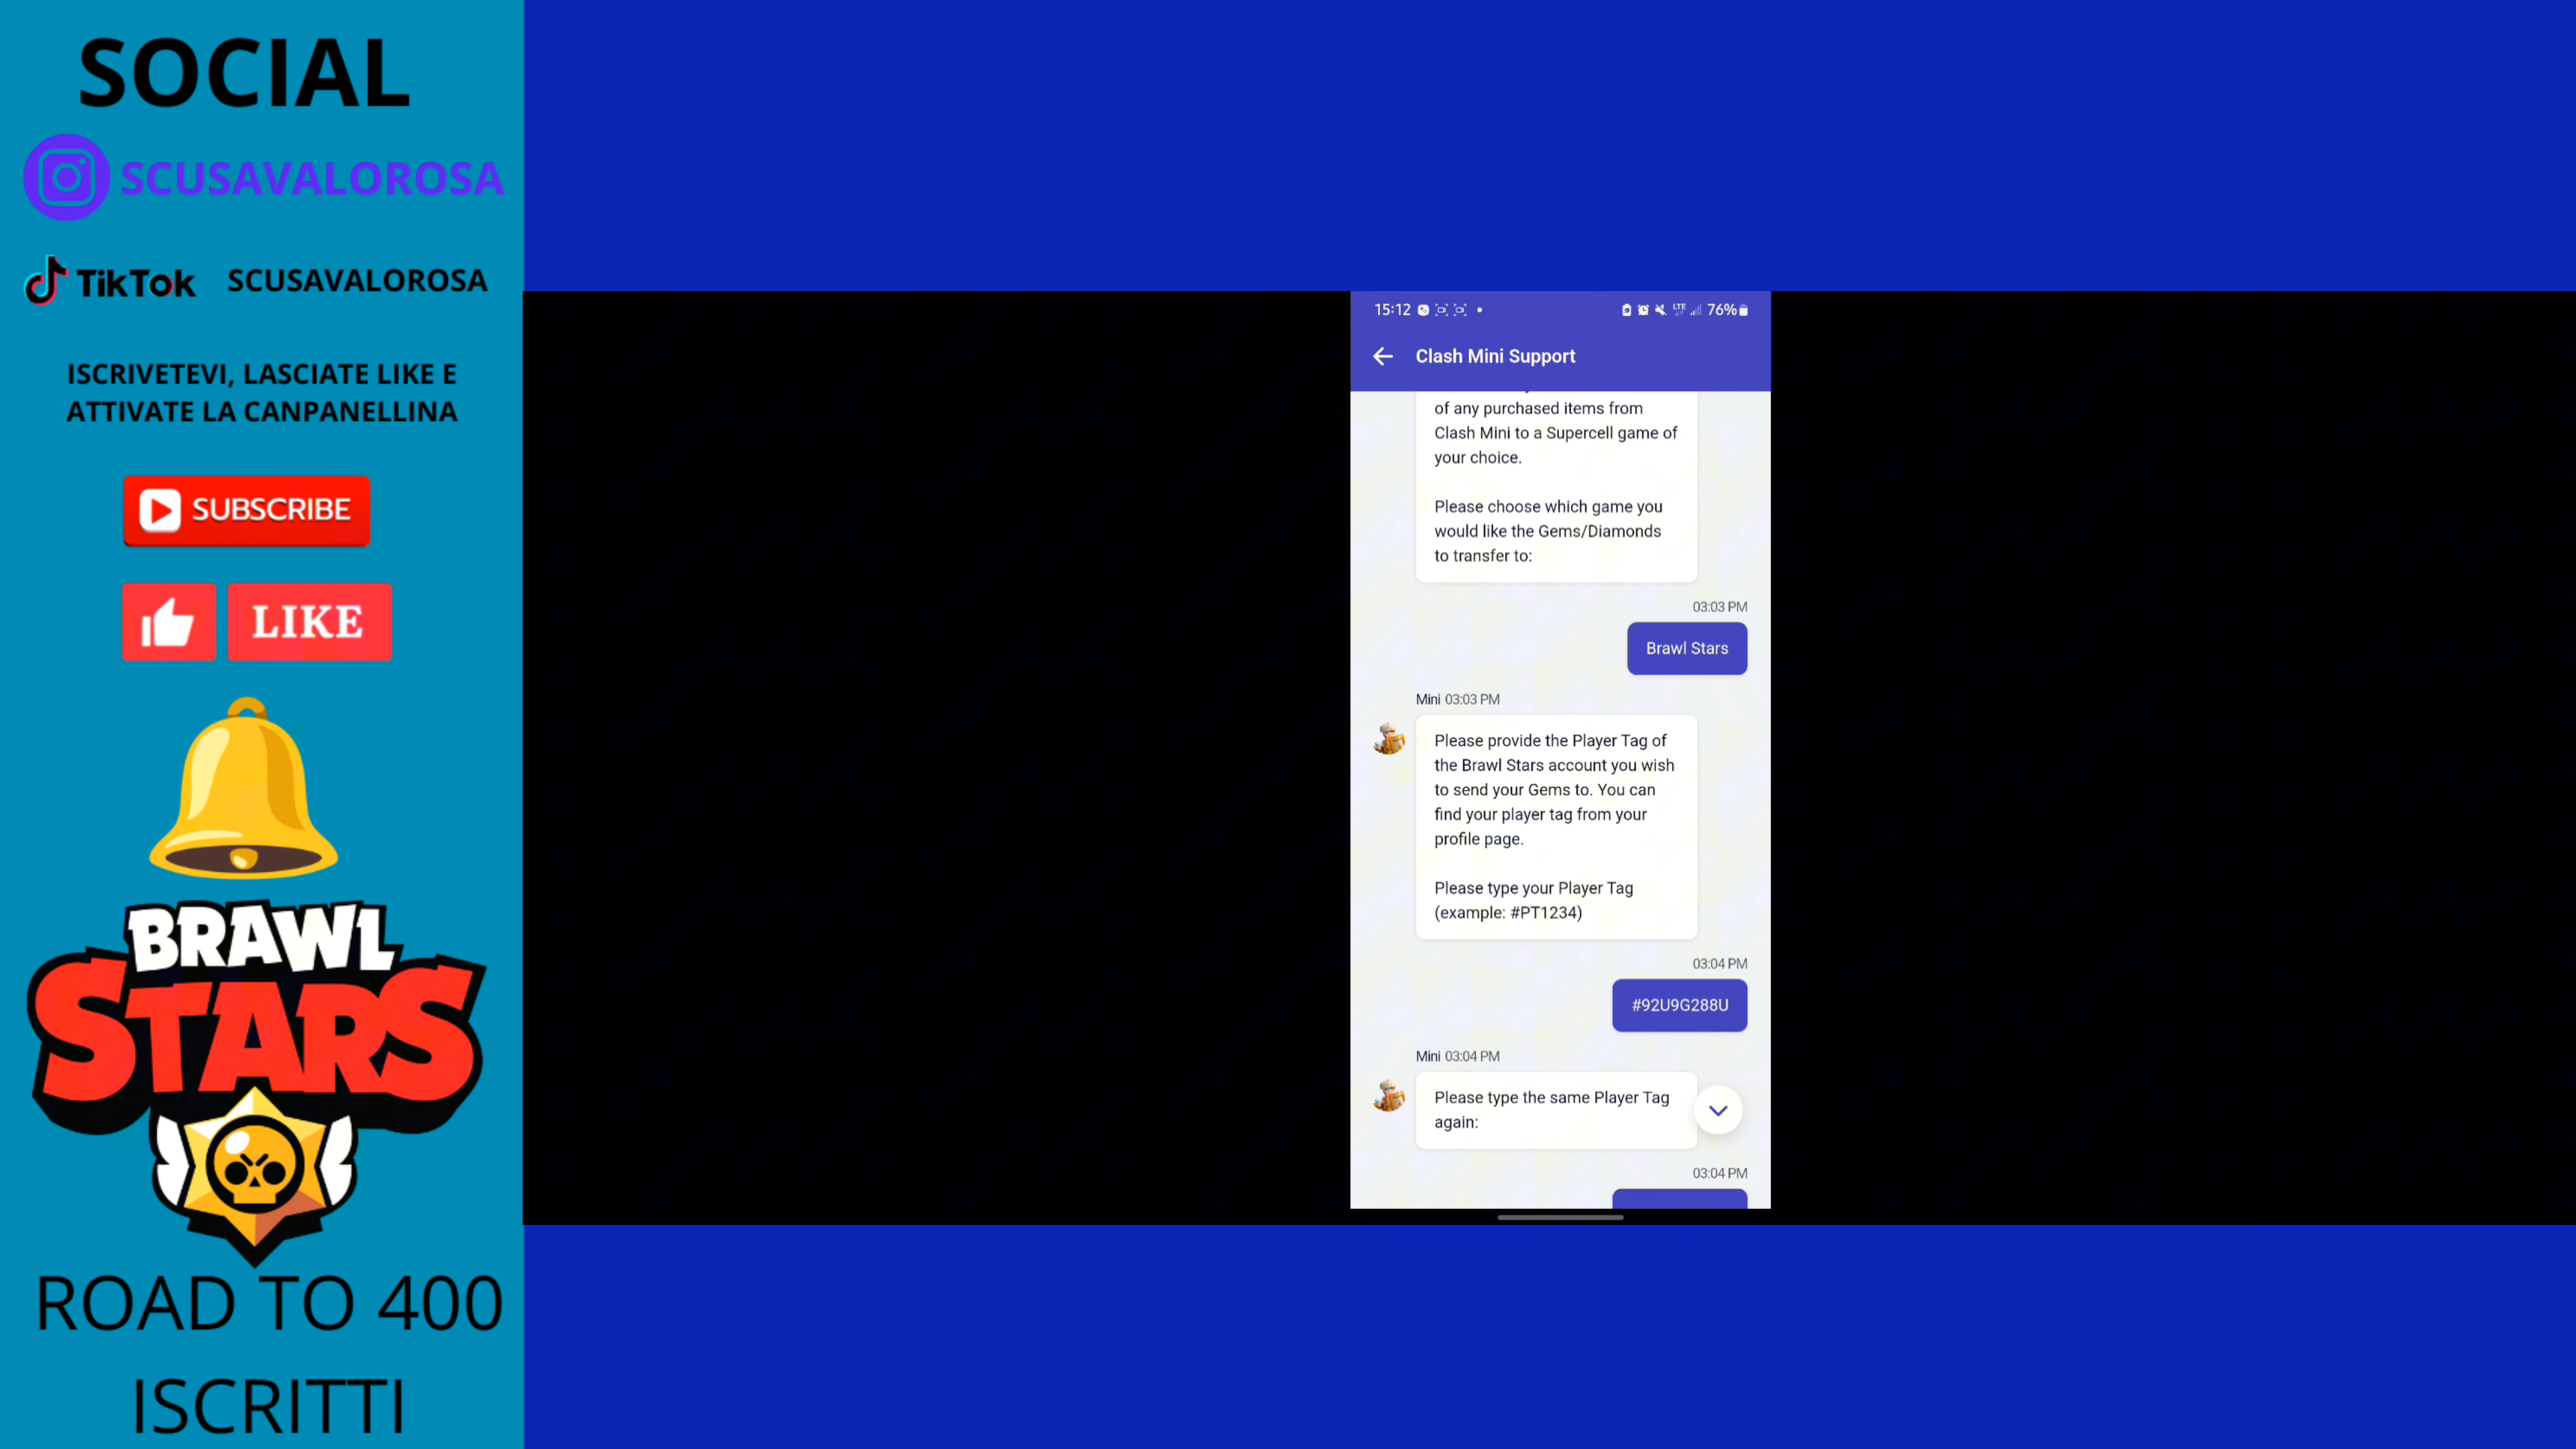 SOCIAL
SCUSAVALOROSA
TikTok SCUSAVALOROSA
ISCRIVETEVI, LASCIATE LIKE E
ATTIVATE LA CANPANELLINA
SUBSCRIBE
LIKE
BRAWL
STARS
ROAD TO 400
ISCRITTI
15:12 LTE 76%
Clash Mini Support
of any purchased items from
Clash Mini to a Supercell game of
your choice.
Please choose which game you
would like the Gems/Diamonds
to transfer to:
03:03 PM
Brawl Stars
Mini 03:03 PM
Please provide the Player Tag of
the Brawl Stars account you wish
to send your Gems to. You can
find your player tag from your
profile page.
Please type your Player Tag
(example: #PT1234)
03:04 PM
#92U9G288U
Mini 03:04 PM
Please type the same Player Tag
again:
03:04 PM